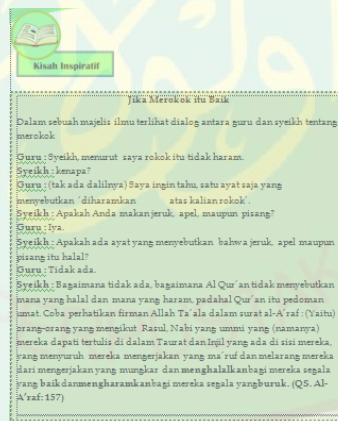 Kisah Inspiratif
Jika Merokok itu Baik
Dalam sebuah majelis ilmu terlihat dialog antara guru dan syeikh tentang
merokok
Guru : Syeikh, menurut saya rokok itu tidak haram.
Syeikh : kenapa?
Guru : (tak ada dalilnya) Saya ingin tahu, satu ayat saja yang
menyebutkan ´diharamkan atas kalian rokok´.
Syeikh : Apakah Anda makan jeruk, apel, maupun pisang?
Guru : Iya.
Syeikh : Apakah ada ayat yang menyebutkan bahwa jeruk, apel maupun
pisang itu halal?
Guru : Tidak ada.
Syeikh : Bagaimana tidak ada, bagaimana Al Qur´an tidak menyebutkan
mana yang halal dan mana yang haram, padahal Qur´an itu pedoman
umat. Coba perhatikan firman Allah Ta´ala dalam surat al-A´raf : (Yaitu)
orang-orang yang mengikut Rasul, Nabi yang ummi yang (namanya)
mereka dapati tertulis di dalam Taurat dan Injil yang ada di sisi mereka,
yang menyuruh mereka mengerjakan yang ma´ruf dan melarang mereka
dari mengerjakan yang mungkar dan menghalalkanbagi mereka segala
yang baik danmengharamkanbagi mereka segala yangburuk. (QS. Al-
A´raf: 157)